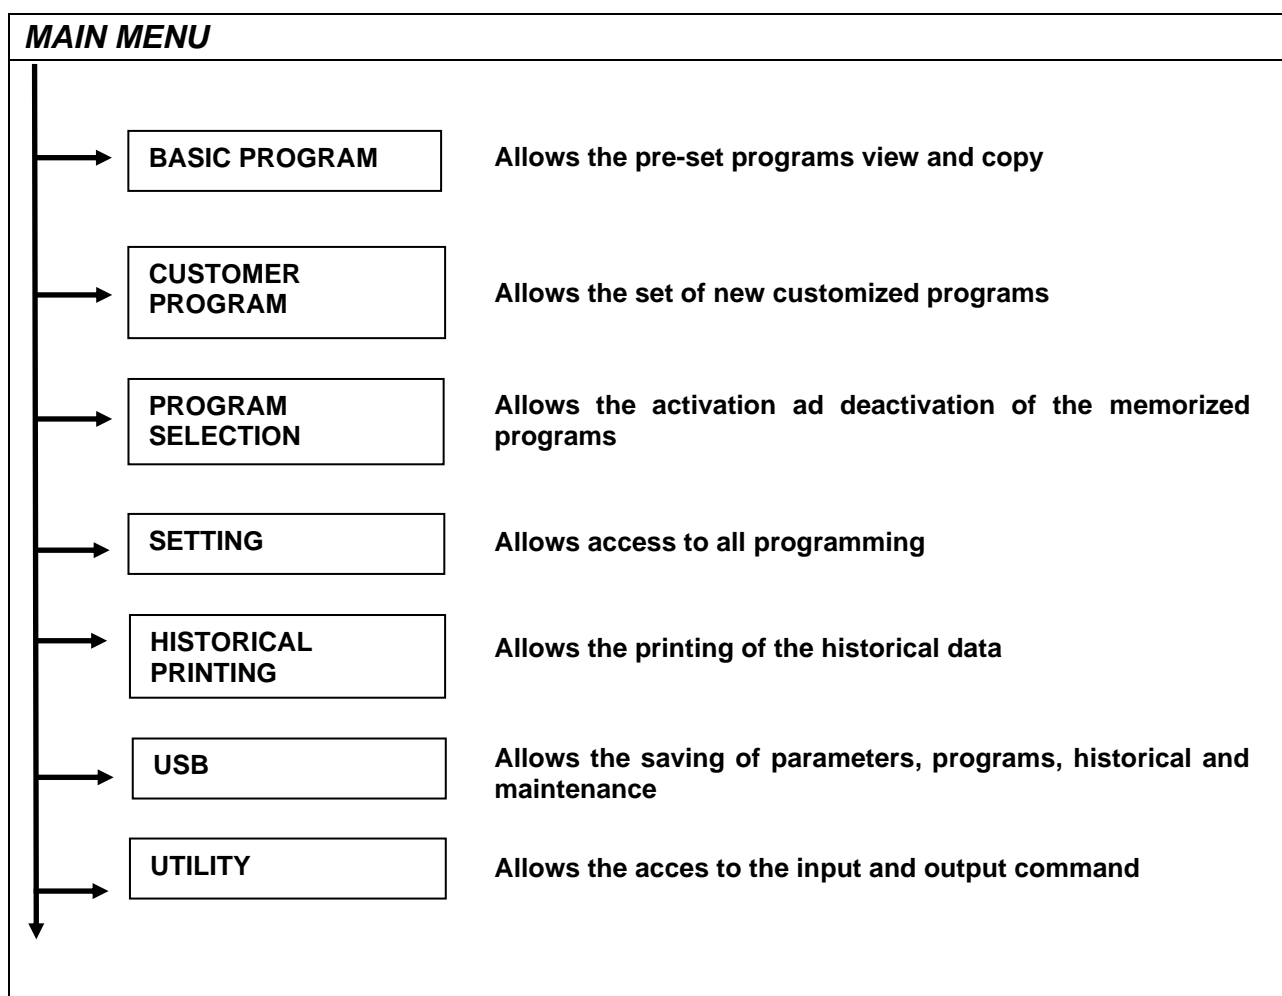 MAIN MENU
BASIC PROGRAM
Allows the pre-set programs view and copy
CUSTOMER
PROGRAM
Allows the set of new customized programs
PROGRAM
SELECTION
Allows the activation ad deactivation of the memorized
programs
SETTING
Allows access to all programming
HISTORICAL
PRINTING
Allows the printing of the historical data
USB
Allows the saving of parameters, programs, historical and
maintenance
UTILITY
Allows the acces to the input and output command